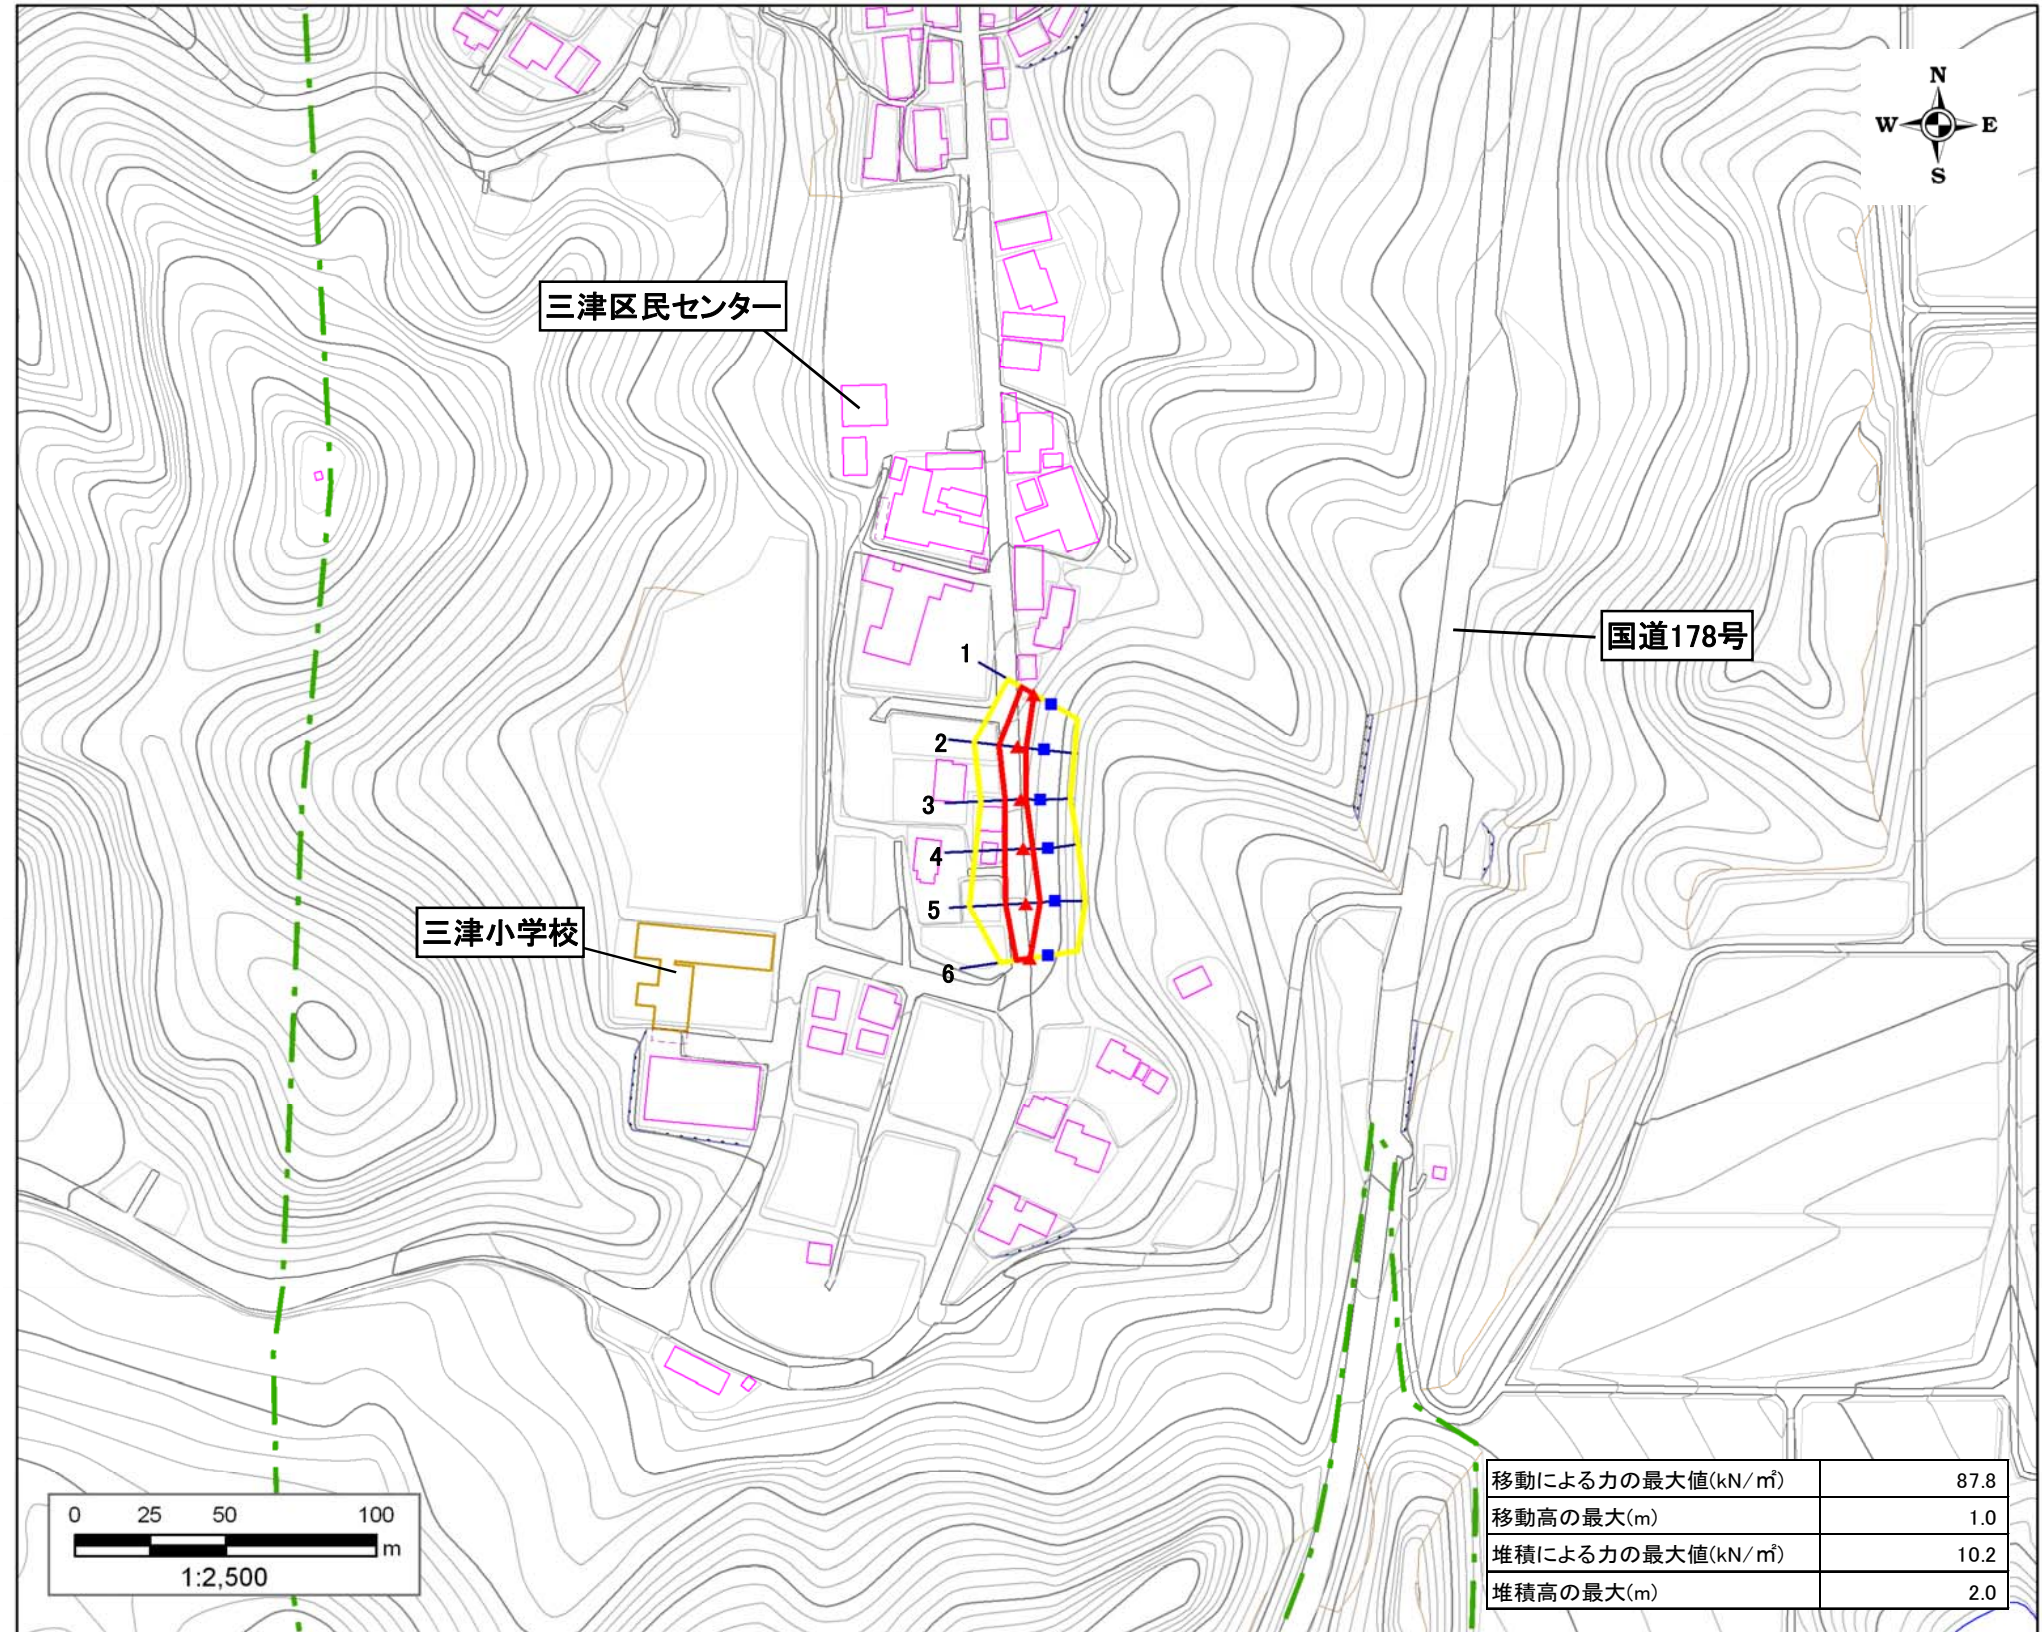 N
W E
S
三津区民センター
国道178号
1
2
3
4
5
6
三津小学校
0 25 50 100
m
1:2,500
移動による力の最大値(kN/㎡) 87.8
移動高の最大(m) 1.0
堆積による力の最大値(kN/㎡) 10.2
堆積高の最大(m) 2.0